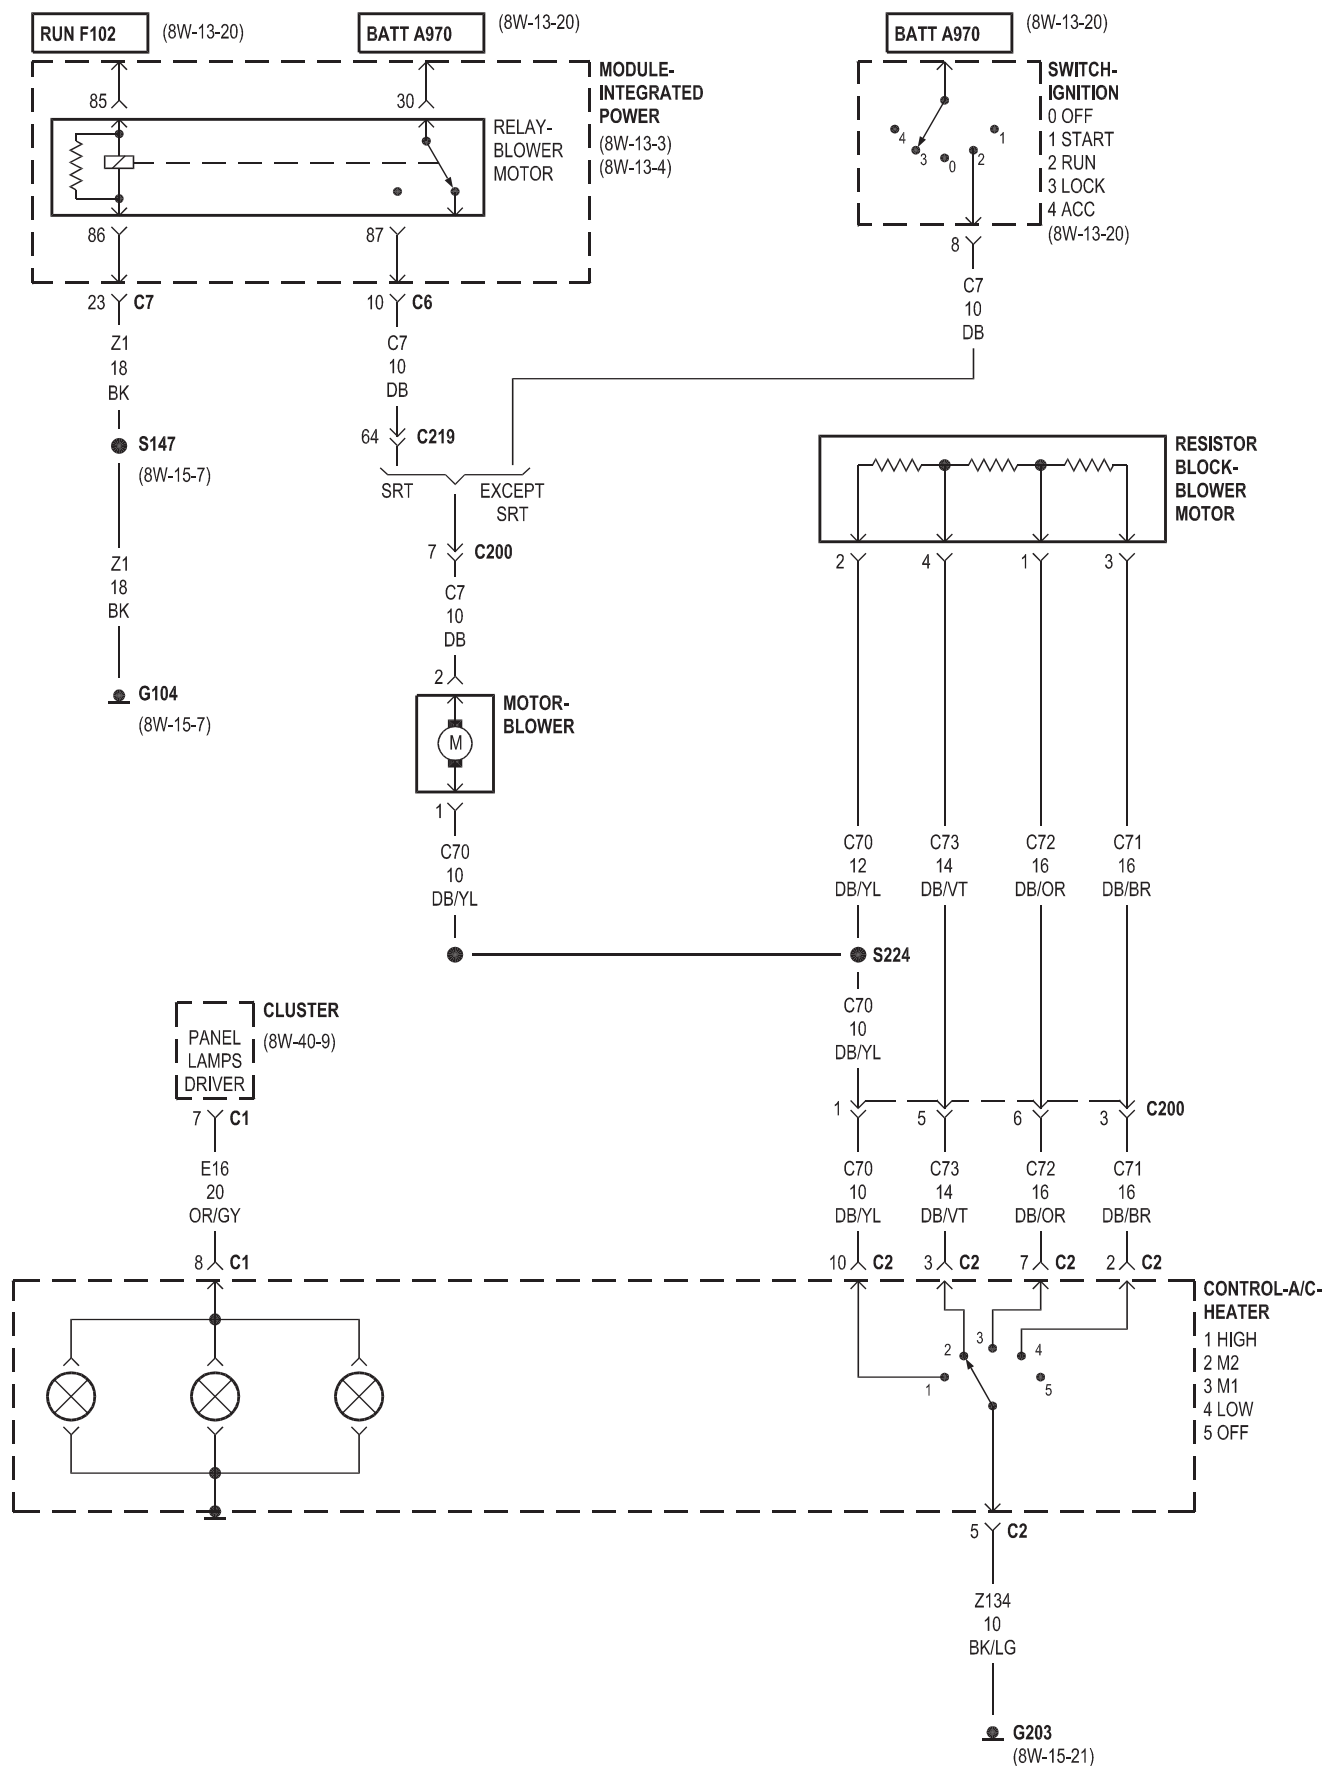 RUN F102
(8W-13-20)
BATT A970
(8W-13-20)
BATT A970
(8W-13-20)
MODULE-
INTEGRATED
POWER
(8W-13-3)
(8W-13-4)
SWITCH-
IGNITION
0 OFF
1 START
2 RUN
3 LOCK
4 ACC
(8W-13-20)
85
30
RELAY-
BLOWER
MOTOR
4
3
0
2
1
86
87
8
23
C7
10
C6
C7
10
DB
Z1
18
BK
C7
10
DB
S147
(8W-15-7)
64
C219
SRT
EXCEPT
SRT
RESISTOR
BLOCK-
BLOWER
MOTOR
7
C200
2
4
1
3
Z1
18
BK
C7
10
DB
G104
(8W-15-7)
2
MOTOR-
BLOWER
M
1
C70
10
DB/YL
C70
12
DB/YL
C73
14
DB/VT
C72
16
DB/OR
C71
16
DB/BR
S224
C70
10
DB/YL
CLUSTER
(8W-40-9)
PANEL
LAMPS
DRIVER
7
C1
1
5
6
3
C200
E16
20
OR/GY
C70
10
DB/YL
C73
14
DB/VT
C72
16
DB/OR
C71
16
DB/BR
8
C1
10
C2
3
C2
7
C2
2
C2
CONTROL-A/C-
HEATER
1 HIGH
2 M2
3 M1
4 LOW
5 OFF
1
2
3
4
5
5
C2
Z134
10
BK/LG
G203
(8W-15-21)